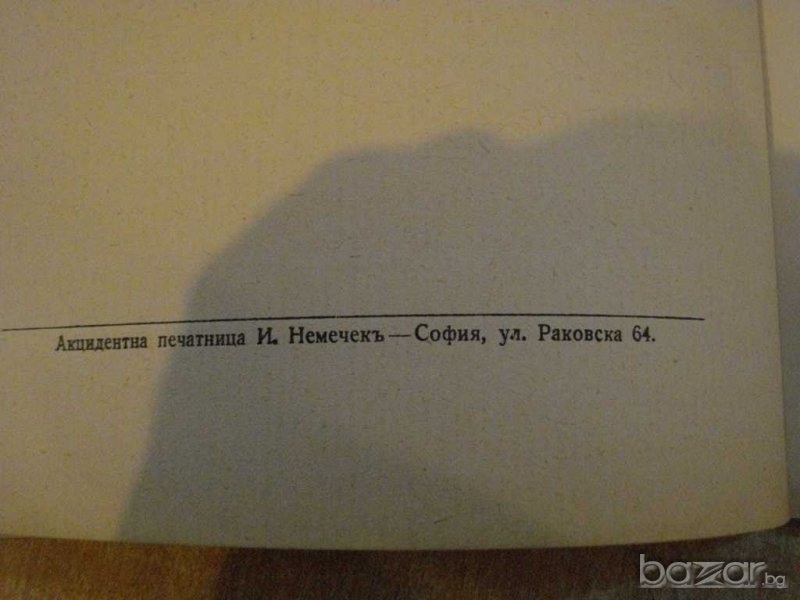 Акцидентна печатница И. Немечекъ — София, ул. Раковска 64.
bazar.bg